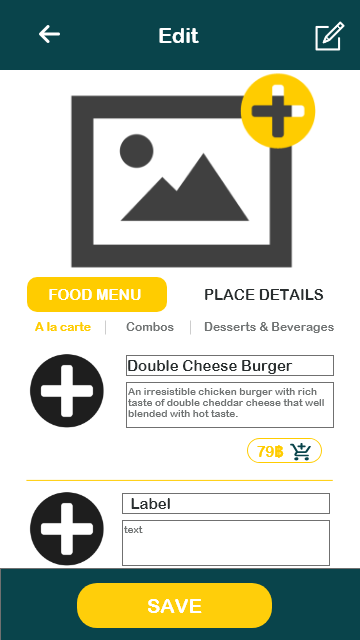 Edit
FOOD MENU
PLACE DETAILS
A la carte
Combos
Desserts & Beverages
Double Cheese Burger
An irresistible chicken burger with rich
taste of double cheddar cheese that well
blended with hot taste.
79฿
Label
text
SAVE